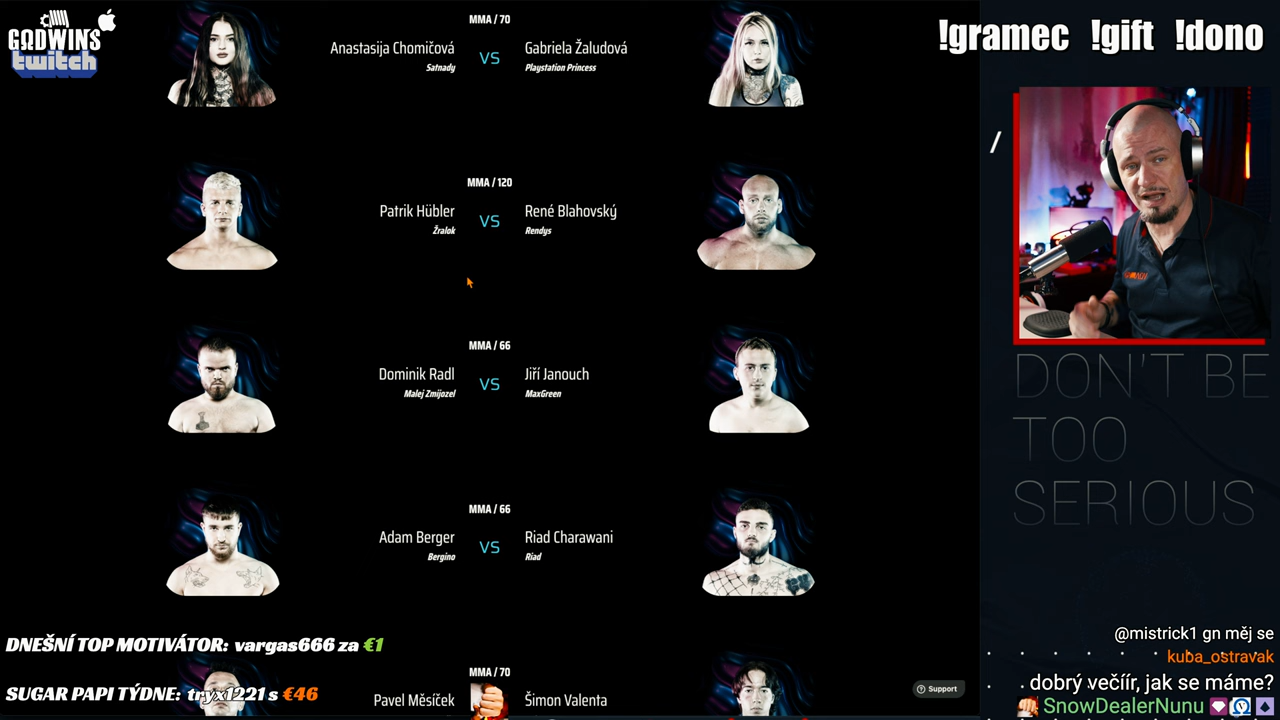 GODWINS
twitch
!gramec !gift !dono
MMA / 70
Anastasija Chomičová
Satnady
VS
Gabriela Žaludová
Playstation Princess
/
MMA / 120
Patrik Hübler
Žralok
VS
René Blahovský
Rendys
MMA / 66
Dominik Radl
Malej Zmijozel
VS
Jiří Janouch
MaxGreen
DON'T BE
TOO
SERIOUS
MMA / 66
Adam Berger
Bergino
VS
Riad Charawani
Riad
DNEŠNÍ TOP MOTIVÁTOR: vargas666 za €1
SUGAR PAPI TÝDNE: tryx1221 s €46
MMA / 70
Pavel Měsíček
Šimon Valenta
Support
@mistrick1 gn měj se
kuba_ostravak
dobrý večíír, jak se máme?
SnowDealerNunu